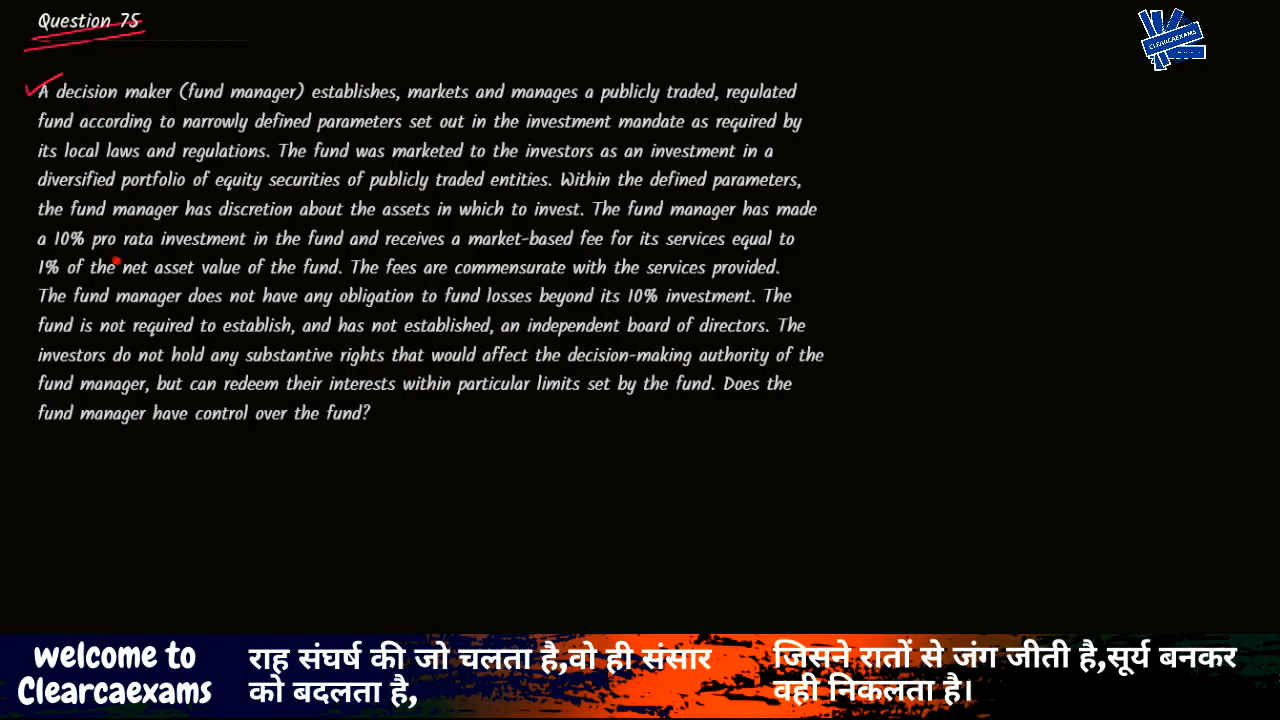 Question 75
CLEARCAEXAMS
A decision maker (fund manager) establishes, markets and manages a publicly traded, regulated
fund according to narrowly defined parameters set out in the investment mandate as required by
its local laws and regulations. The fund was marketed to the investors as an investment in a
diversified portfolio of equity securities of publicly traded entities. Within the defined parameters,
the fund manager has discretion about the assets in which to invest. The fund manager has made
a 10% pro rata investment in the fund and receives a market-based fee for its services equal to
1% of the net asset value of the fund. The fees are commensurate with the services provided.
The fund manager does not have any obligation to fund losses beyond its 10% investment. The
fund is not required to establish, and has not established, an independent board of directors. The
investors do not hold any substantive rights that would affect the decision-making authority of the
fund manager, but can redeem their interests within particular limits set by the fund. Does the
fund manager have control over the fund?
welcome to
Clearcaexams
राह संघर्ष की जो चलता है,वो ही संसार
को बदलता है,
जिसने रातों से जंग जीती है,सूर्य बनकर
वही निकलता है।